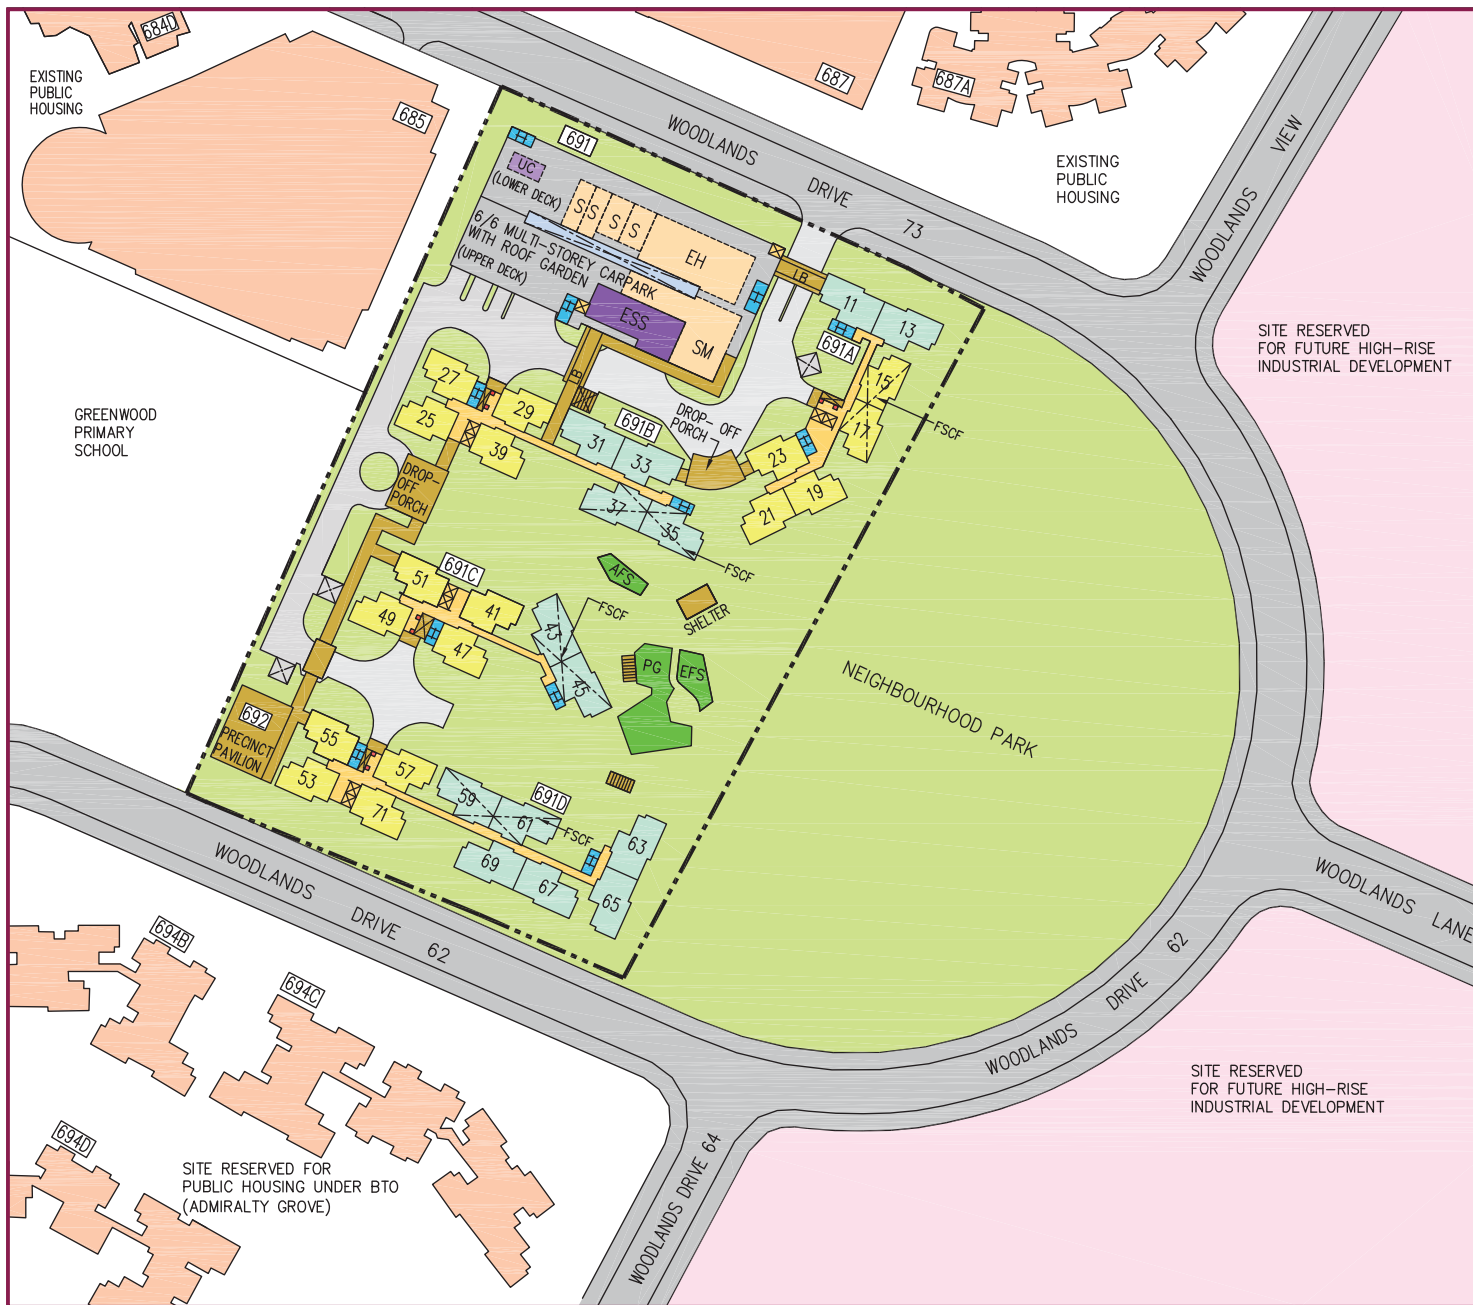 684D
EXISTING
PUBLIC
HOUSING
685
687
687A
WOODLANDS DRIVE 73
WOODLANDS VIEW
EXISTING
PUBLIC
HOUSING
691
UC
(LOWER DECK)
S
S
S
S
EH
6/6 MULTI-STOREY CARPARK
WITH ROOF GARDEN
(UPPER DECK)
ESS
SM
LB
11
13
691A
15
17
FSCF
SITE RESERVED
FOR FUTURE HIGH-RISE
INDUSTRIAL DEVELOPMENT
GREENWOOD
PRIMARY
SCHOOL
27
25
29
39
LB
691B
31
33
37
35
FSCF
DROP-OFF
PORCH
23
21
19
DROP-
OFF
PORCH
51
691C
49
41
47
43
45
FSCF
AFS
SHELTER
PG
EFS
NEIGHBOURHOOD PARK
692
PRECINCT
PAVILION
55
53
57
71
59
61
691D
FSCF
63
69
67
65
WOODLANDS DRIVE 62
WOODLANDS LANE
WOODLANDS DRIVE 62
694B
694C
694D
SITE RESERVED FOR
PUBLIC HOUSING UNDER BTO
(ADMIRALTY GROVE)
WOODLANDS DRIVE 64
SITE RESERVED
FOR FUTURE HIGH-RISE
INDUSTRIAL DEVELOPMENT